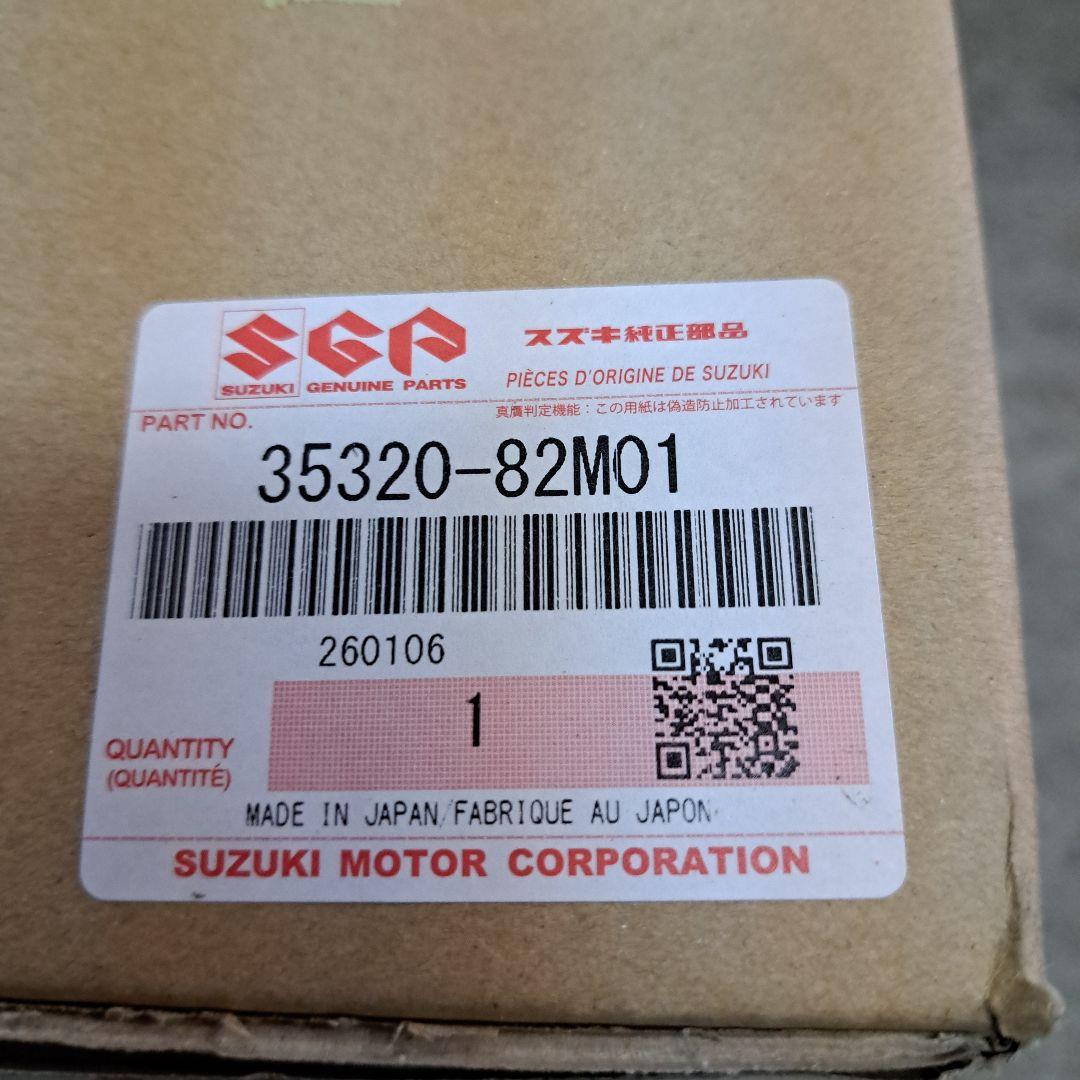 SGP スズキ純正部品
SUZUKI GENUINE PARTS PIÈCES D'ORIGINE DE SUZUKI
PART NO. 真贋判定機能：この用紙は偽造防止加工されています
35320-82M01
260106
1
QUANTITY
(QUANTITÉ)
MADE IN JAPAN/FABRIQUE AU JAPON
SUZUKI MOTOR CORPORATION